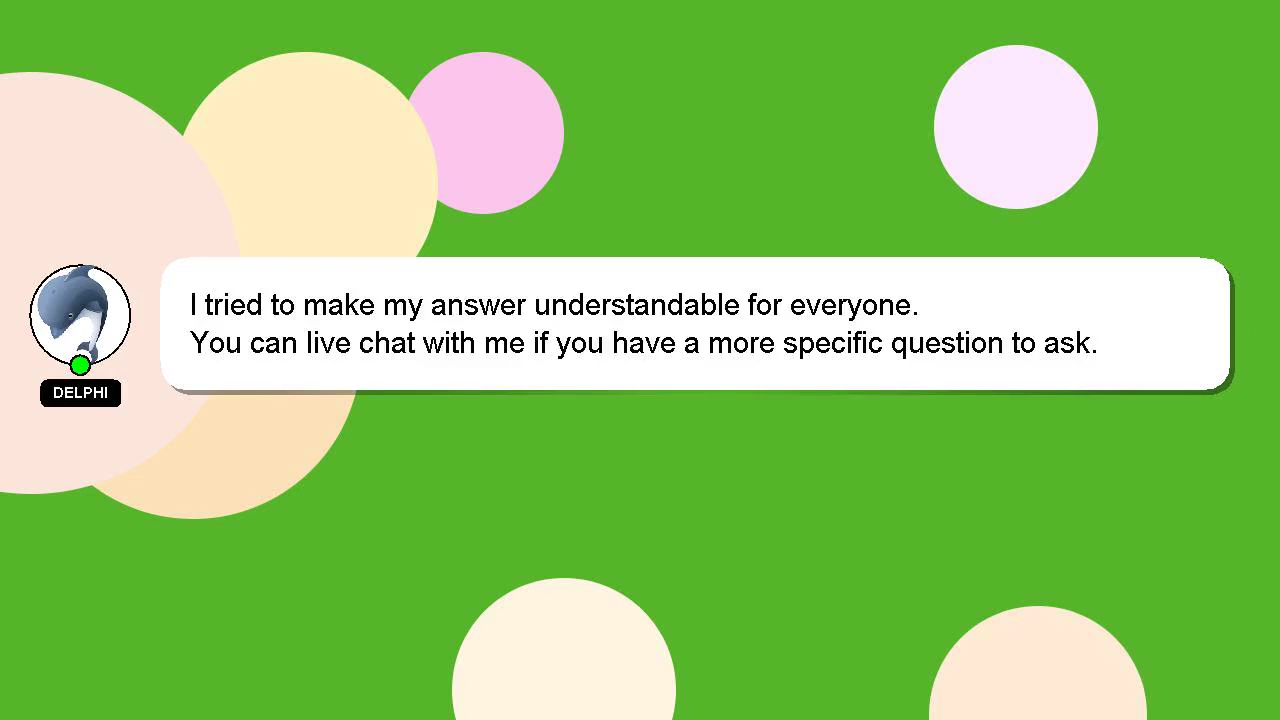 I tried to make my answer understandable for everyone.
You can live chat with me if you have a more specific question to ask.
DELPHI